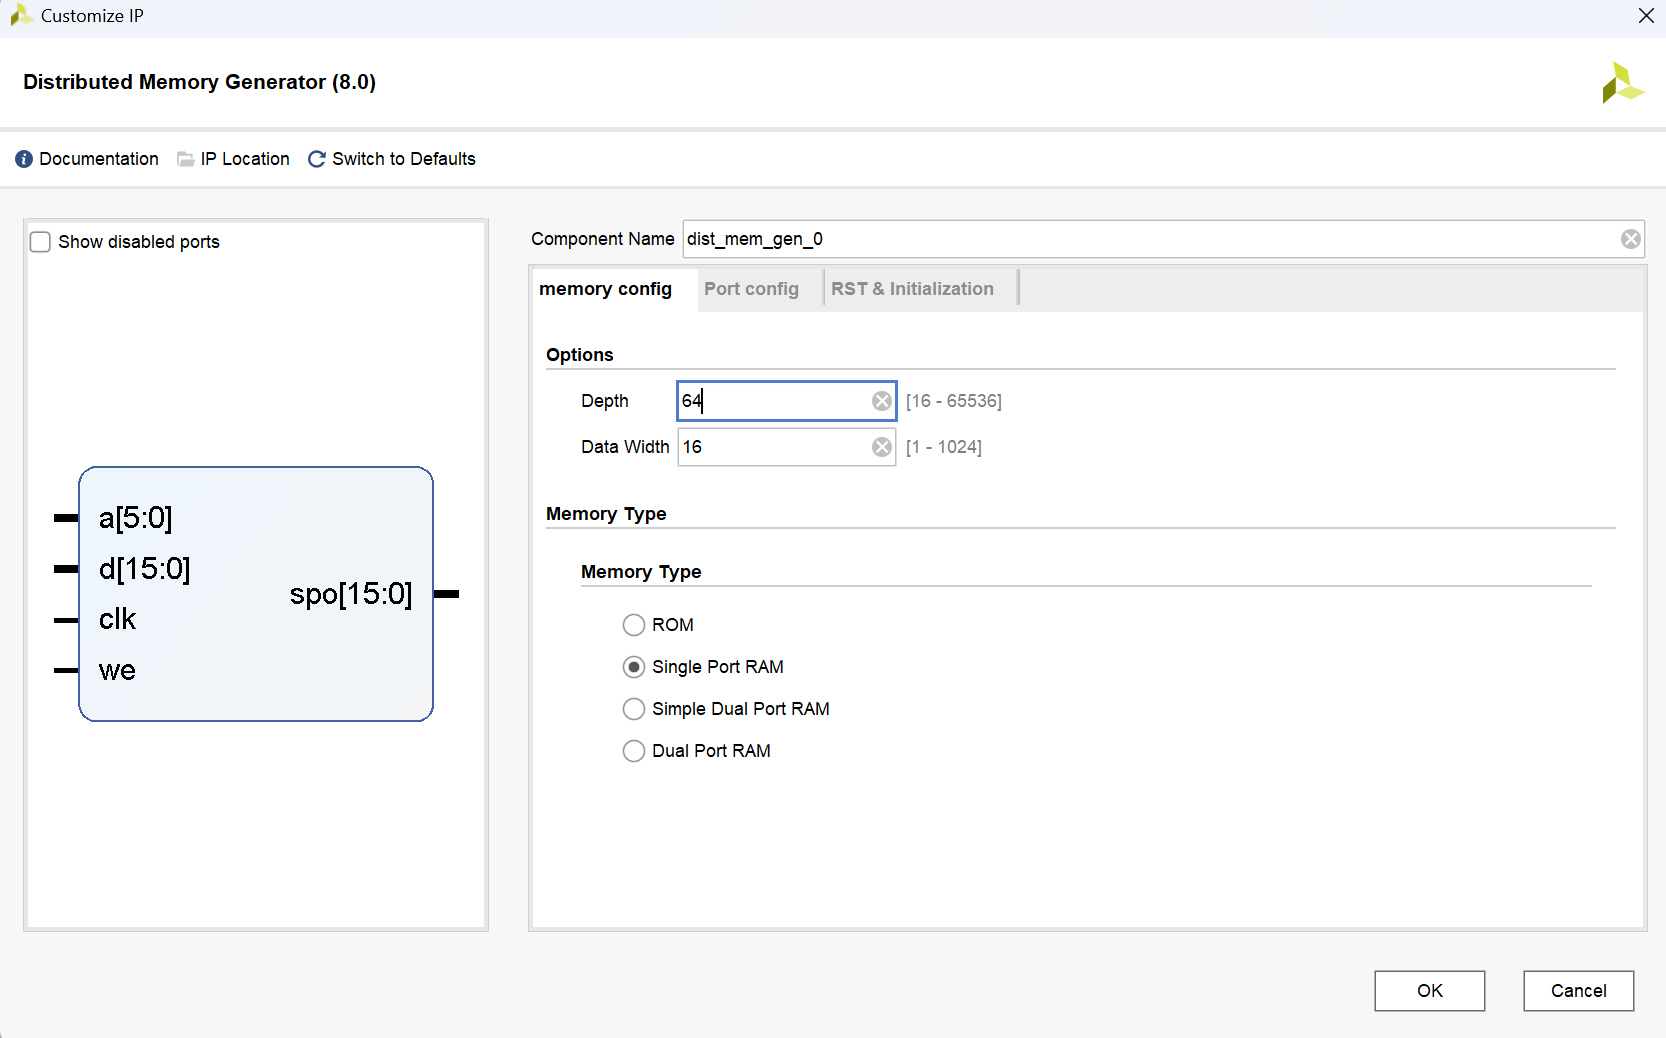 Customize IP
Distributed Memory Generator (8.0)
Documentation IP Location Switch to Defaults
Show disabled ports
a[5:0]
d[15:0]
clk
we
spo[15:0]
Component Name dist_mem_gen_0
memory config Port config RST & Initialization
Options
Depth 64 [16 - 65536]
Data Width 16 [1 - 1024]
Memory Type
Memory Type
ROM
Single Port RAM
Simple Dual Port RAM
Dual Port RAM
OK Cancel